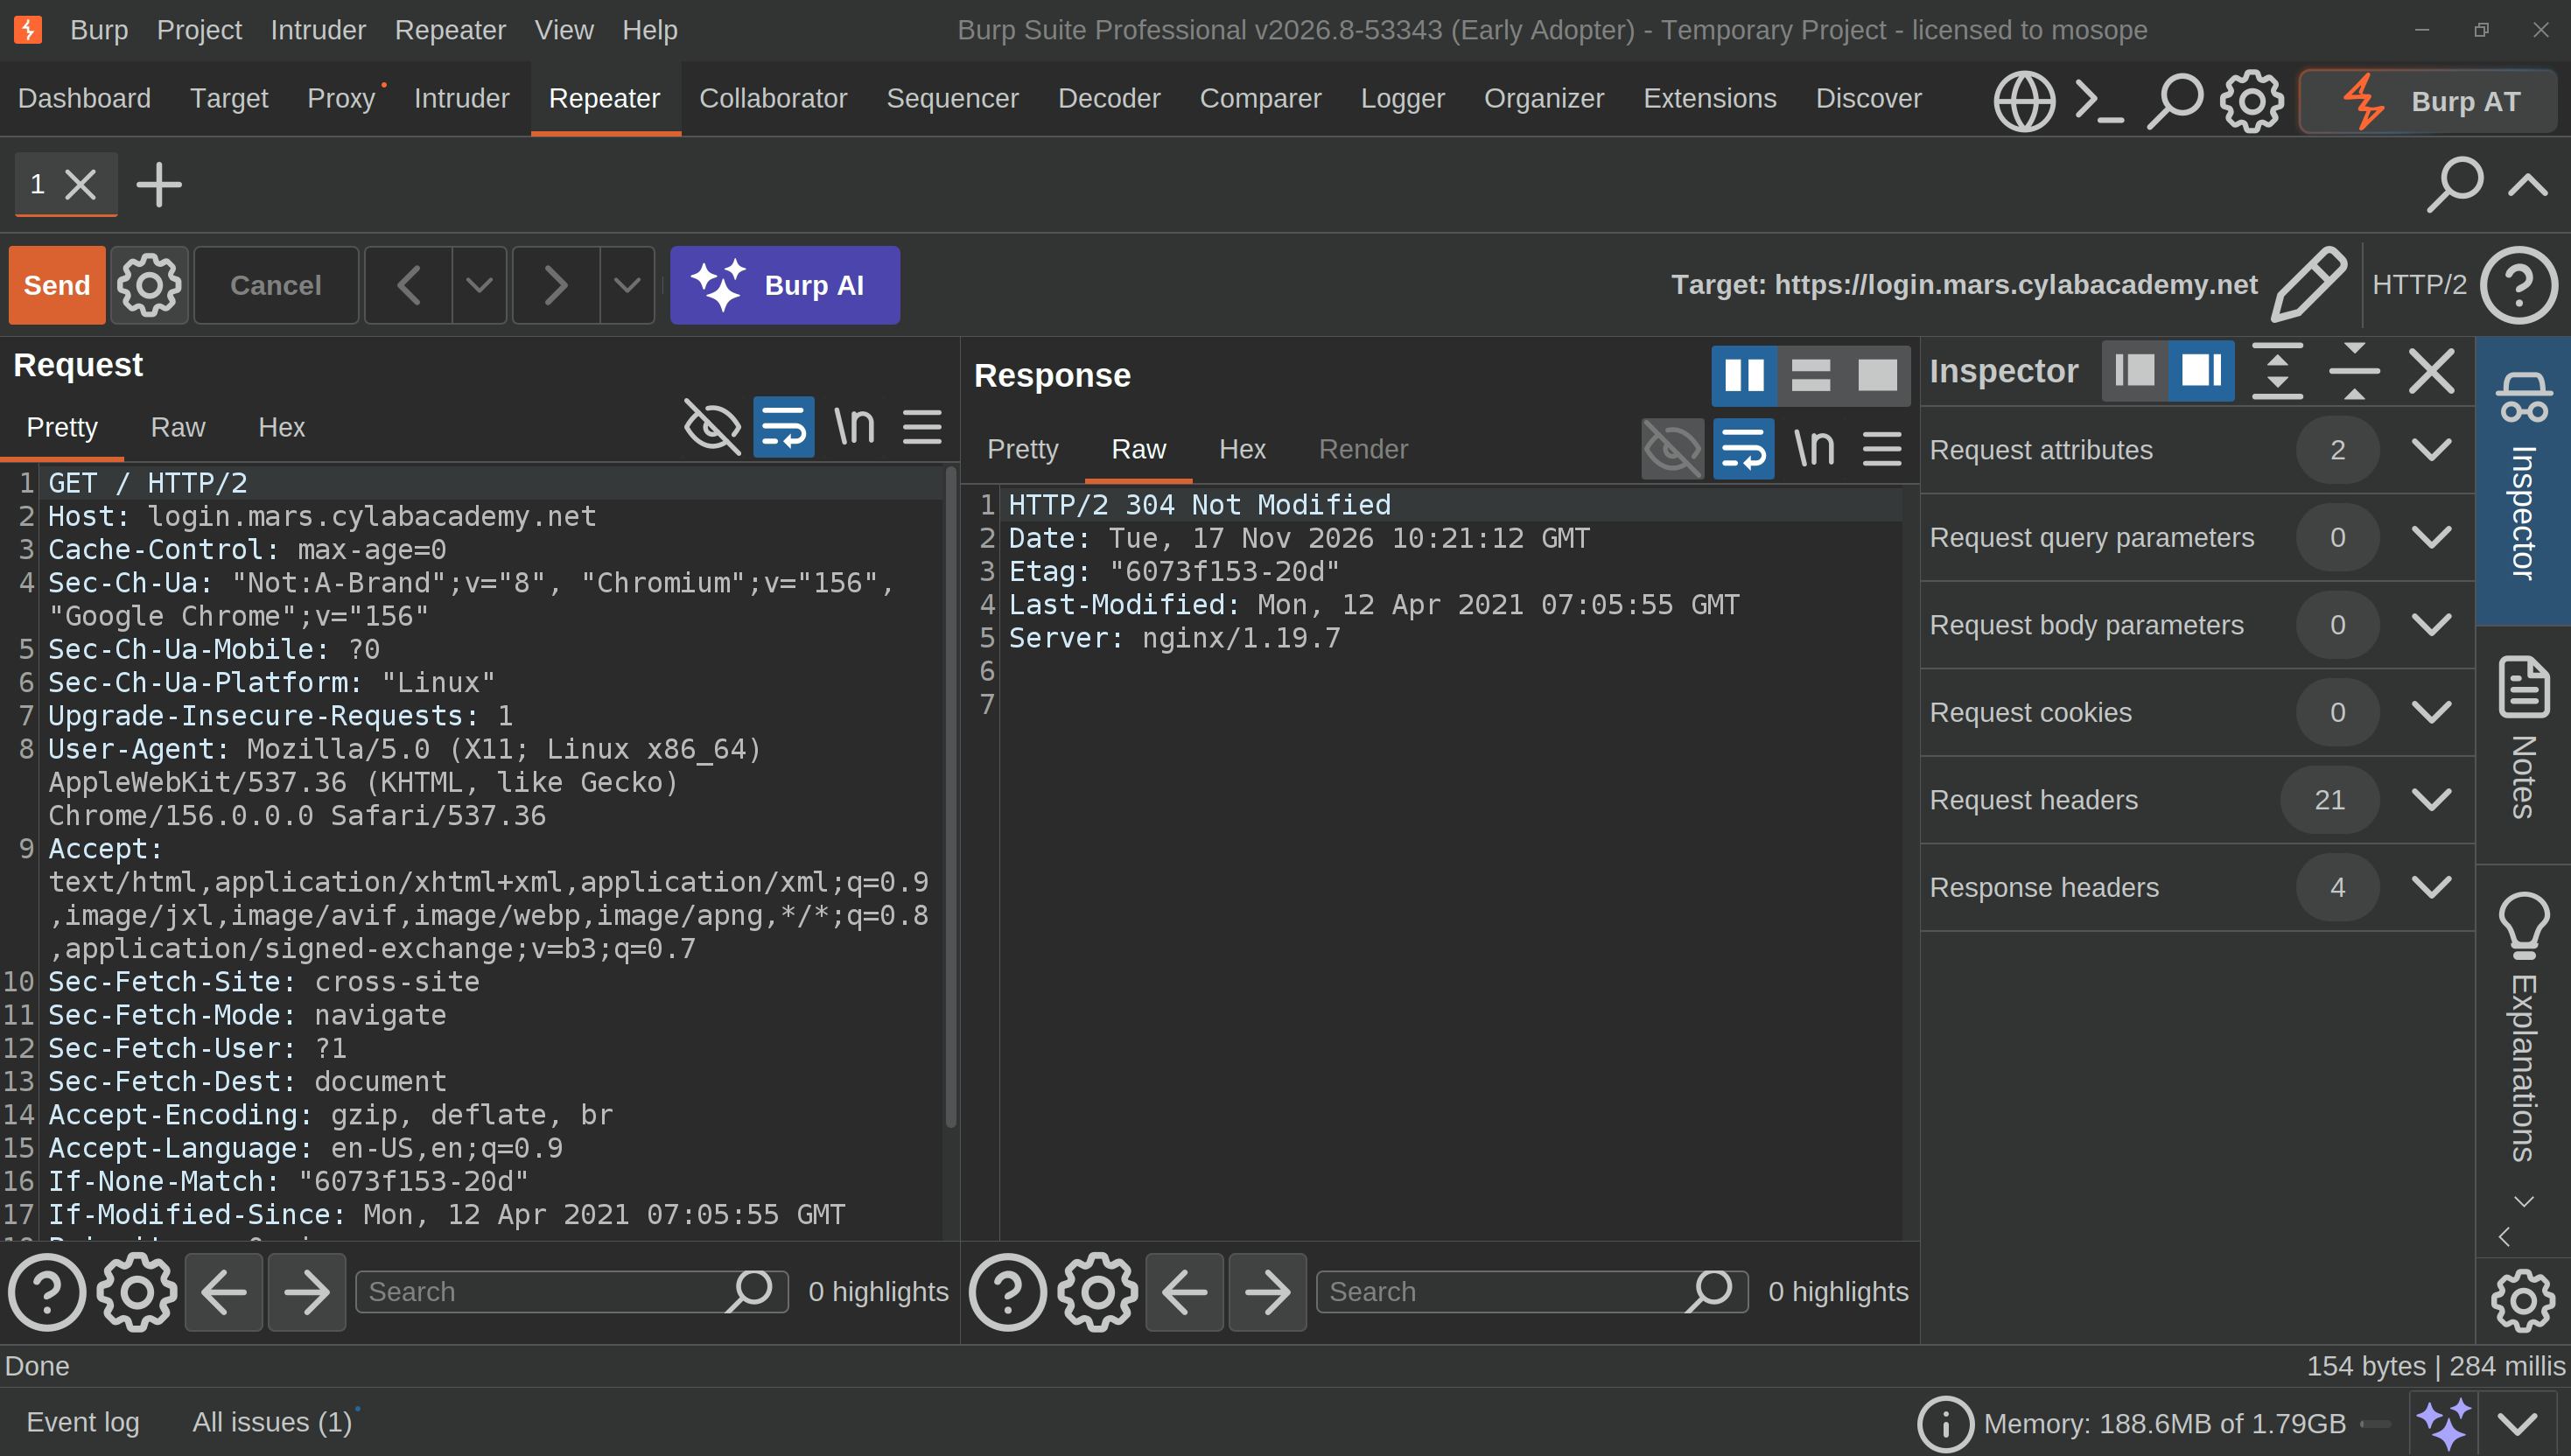 Burp Project Intruder Repeater View Help
Burp Suite Professional v2026.8-53343 (Early Adopter) - Temporary Project - licensed to mosope
Dashboard Target Proxy Intruder Repeater Collaborator Sequencer Decoder Comparer Logger Organizer Extensions Discover
Burp AT
1
Send
Cancel
Burp AI
Target: https://login.mars.cylabacademy.net
HTTP/2
Request
Pretty Raw Hex
\n
1 GET / HTTP/2
2 Host: login.mars.cylabacademy.net
3 Cache-Control: max-age=0
4 Sec-Ch-Ua: "Not:A-Brand";v="8", "Chromium";v="156",
"Google Chrome";v="156"
5 Sec-Ch-Ua-Mobile: ?0
6 Sec-Ch-Ua-Platform: "Linux"
7 Upgrade-Insecure-Requests: 1
8 User-Agent: Mozilla/5.0 (X11; Linux x86_64)
AppleWebKit/537.36 (KHTML, like Gecko)
Chrome/156.0.0.0 Safari/537.36
9 Accept:
text/html,application/xhtml+xml,application/xml;q=0.9
,image/jxl,image/avif,image/webp,image/apng,*/*;q=0.8
,application/signed-exchange;v=b3;q=0.7
10 Sec-Fetch-Site: cross-site
11 Sec-Fetch-Mode: navigate
12 Sec-Fetch-User: ?1
13 Sec-Fetch-Dest: document
14 Accept-Encoding: gzip, deflate, br
15 Accept-Language: en-US,en;q=0.9
16 If-None-Match: "6073f153-20d"
17 If-Modified-Since: Mon, 12 Apr 2021 07:05:55 GMT
Search
0 highlights
Response
Pretty Raw Hex Render
\n
1 HTTP/2 304 Not Modified
2 Date: Tue, 17 Nov 2026 10:21:12 GMT
3 Etag: "6073f153-20d"
4 Last-Modified: Mon, 12 Apr 2021 07:05:55 GMT
5 Server: nginx/1.19.7
6
7
Search
0 highlights
Inspector
Request attributes 2
Request query parameters 0
Request body parameters 0
Request cookies 0
Request headers 21
Response headers 4
Inspector
Notes
Explanations
Done
154 bytes | 284 millis
Event log
All issues (1)
Memory: 188.6MB of 1.79GB